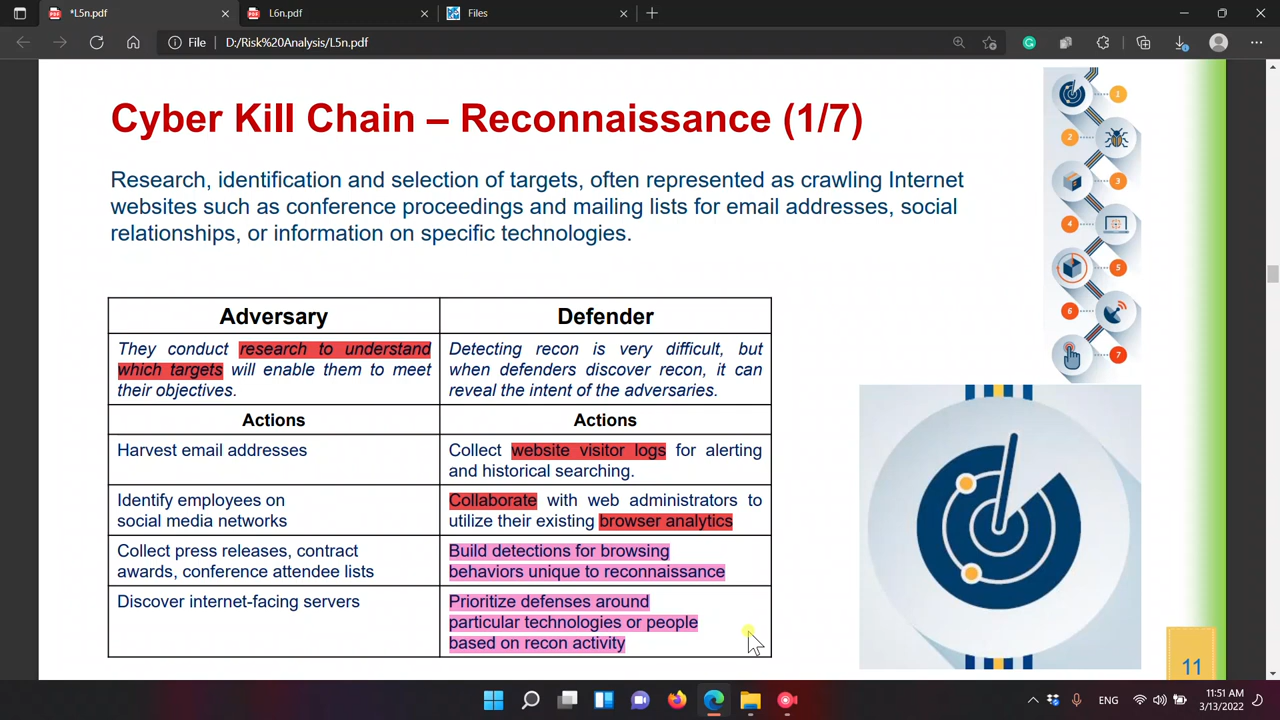 *L5n.pdf
L6n.pdf
Files
File
D:/Risk%20Analysis/L5n.pdf
Cyber Kill Chain – Reconnaissance (1/7)
Research, identification and selection of targets, often represented as crawling Internet
websites such as conference proceedings and mailing lists for email addresses, social
relationships, or information on specific technologies.
Adversary
Defender
They conduct research to understand
which targets will enable them to meet
their objectives.
Detecting recon is very difficult, but
when defenders discover recon, it can
reveal the intent of the adversaries.
Actions
Actions
Harvest email addresses
Collect website visitor logs for alerting
and historical searching.
Identify employees on
social media networks
Collaborate with web administrators to
utilize their existing browser analytics
Collect press releases, contract
awards, conference attendee lists
Build detections for browsing
behaviors unique to reconnaissance
Discover internet-facing servers
Prioritize defenses around
particular technologies or people
based on recon activity
1
2
3
4
5
6
7
11
ENG
11:51 AM
3/13/2022